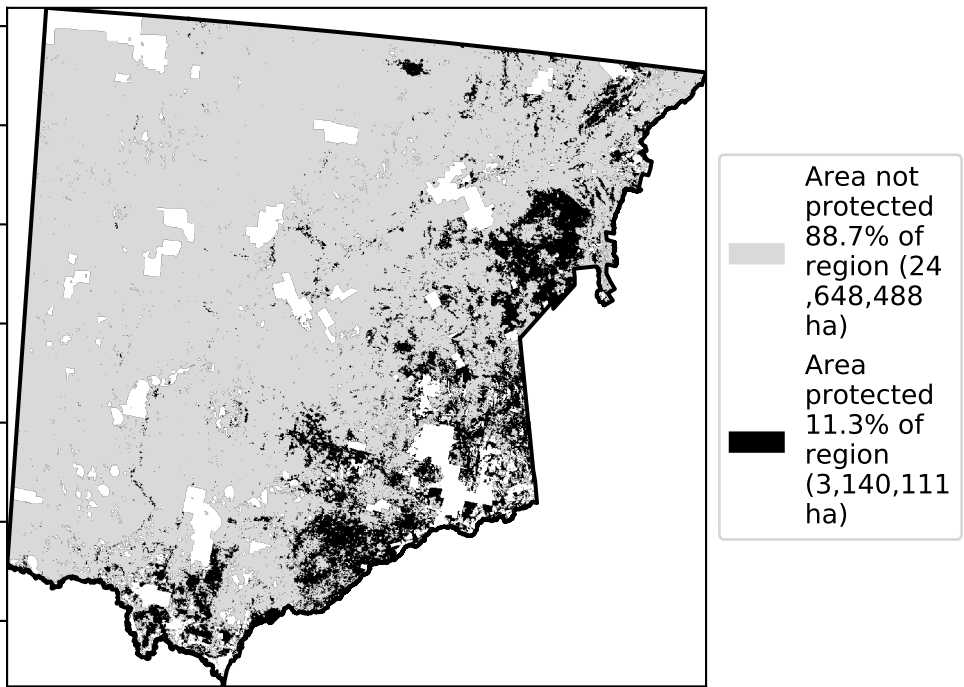 Area not
protected
88.7% of
region (24
,648,488
ha)
Area
protected
11.3% of
region
(3,140,111
ha)